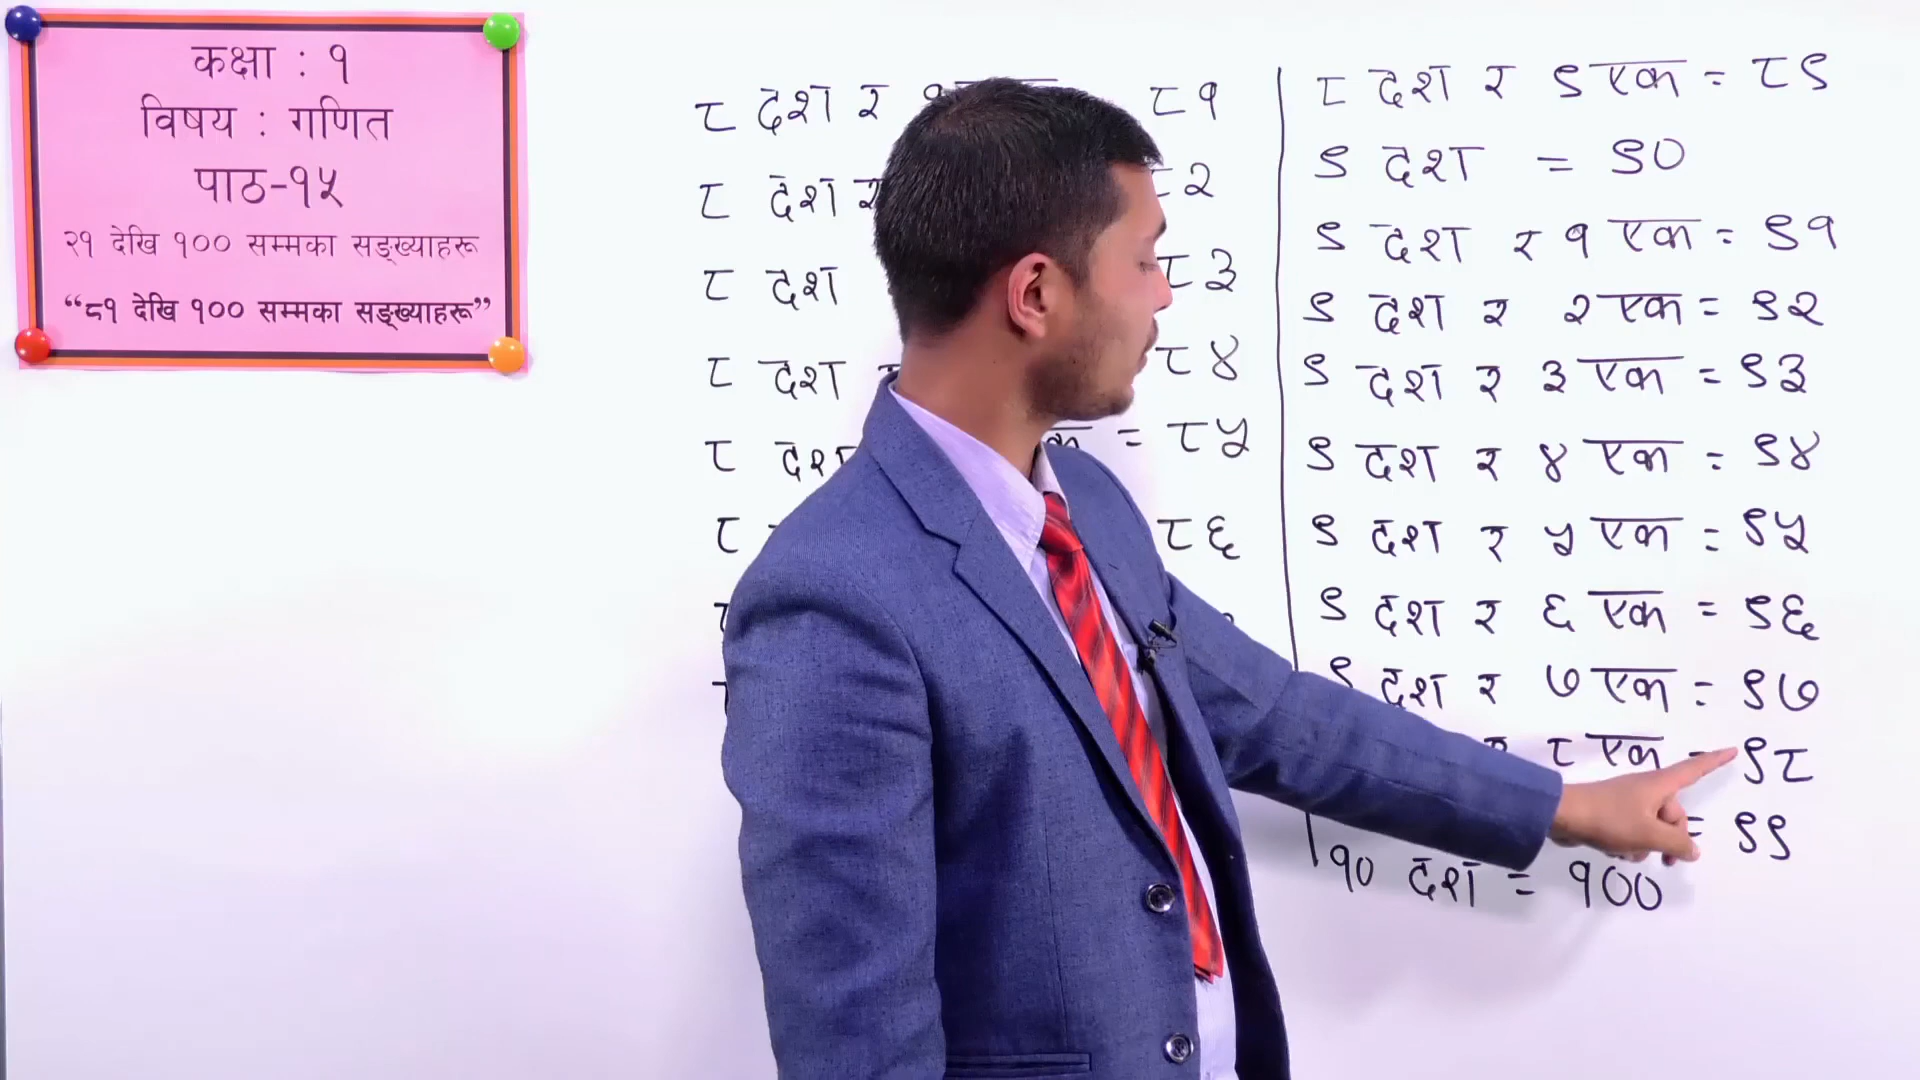 कक्षा : १
विषय : गणित
पाठ-१५
२१ देखि १०० सम्मका सङ्ख्याहरू
“८१ देखि १०० सम्मका सङ्ख्याहरू”
८ दश र १ ८१
८ दश र २
८ दश ८३
८ दश ८४
८ दश = ८५
८ ८६
८ दश र ९ एक = ८९
९ दश = ९०
९ दश र १ एक = ९१
९ दश र २ एक = ९२
९ दश र ३ एक = ९३
९ दश र ४ एक = ९४
९ दश र ५ एक = ९५
९ दश र ६ एक = ९६
९ दश र ७ एक = ९७
र ८ एक = ९८
= ९९
१० दश = १००